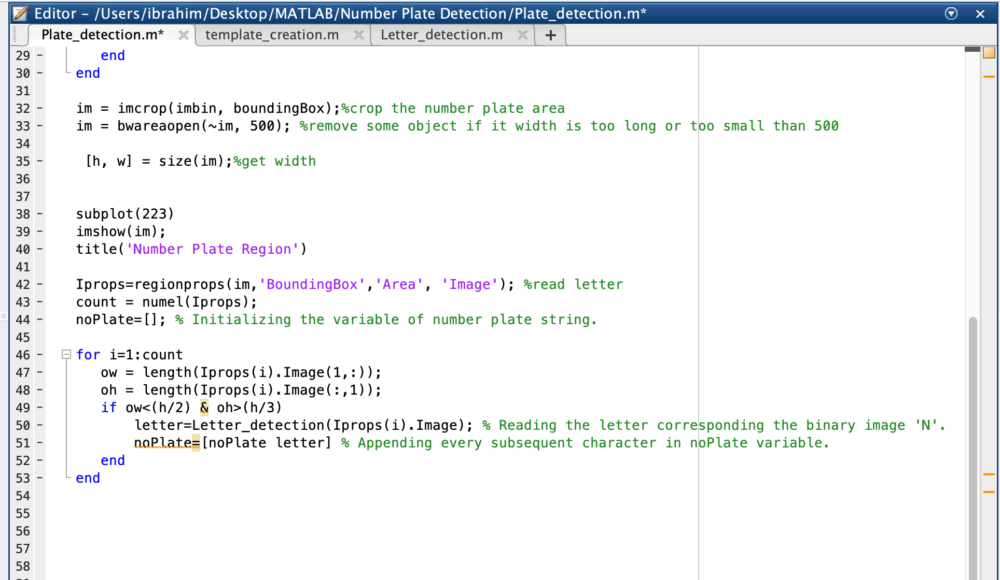 Editor – /Users/ibrahim/Desktop/MATLAB/Number Plate Detection/Plate_detection.m*
Plate_detection.m* template_creation.m Letter_detection.m +
29 – end
30 – end
31
32 – im = imcrop(imbin, boundingBox);%crop the number plate area
33 – im = bwareaopen(~im, 500); %remove some object if it width is too long or too small than 500
34
35 – [h, w] = size(im);%get width
36
37
38 – subplot(223)
39 – imshow(im);
40 – title('Number Plate Region')
41
42 – Iprops=regionprops(im,'BoundingBox','Area', 'Image'); %read letter
43 – count = numel(Iprops);
44 – noPlate=[]; % Initializing the variable of number plate string.
45
46 – for i=1:count
47 – ow = length(Iprops(i).Image(1,:));
48 – oh = length(Iprops(i).Image(:,1));
49 – if ow<(h/2) & oh>(h/3)
50 – letter=Letter_detection(Iprops(i).Image); % Reading the letter corresponding the binary image 'N'.
51 – noPlate=[noPlate letter] % Appending every subsequent character in noPlate variable.
52 – end
53 – end
54
55
56
57
58